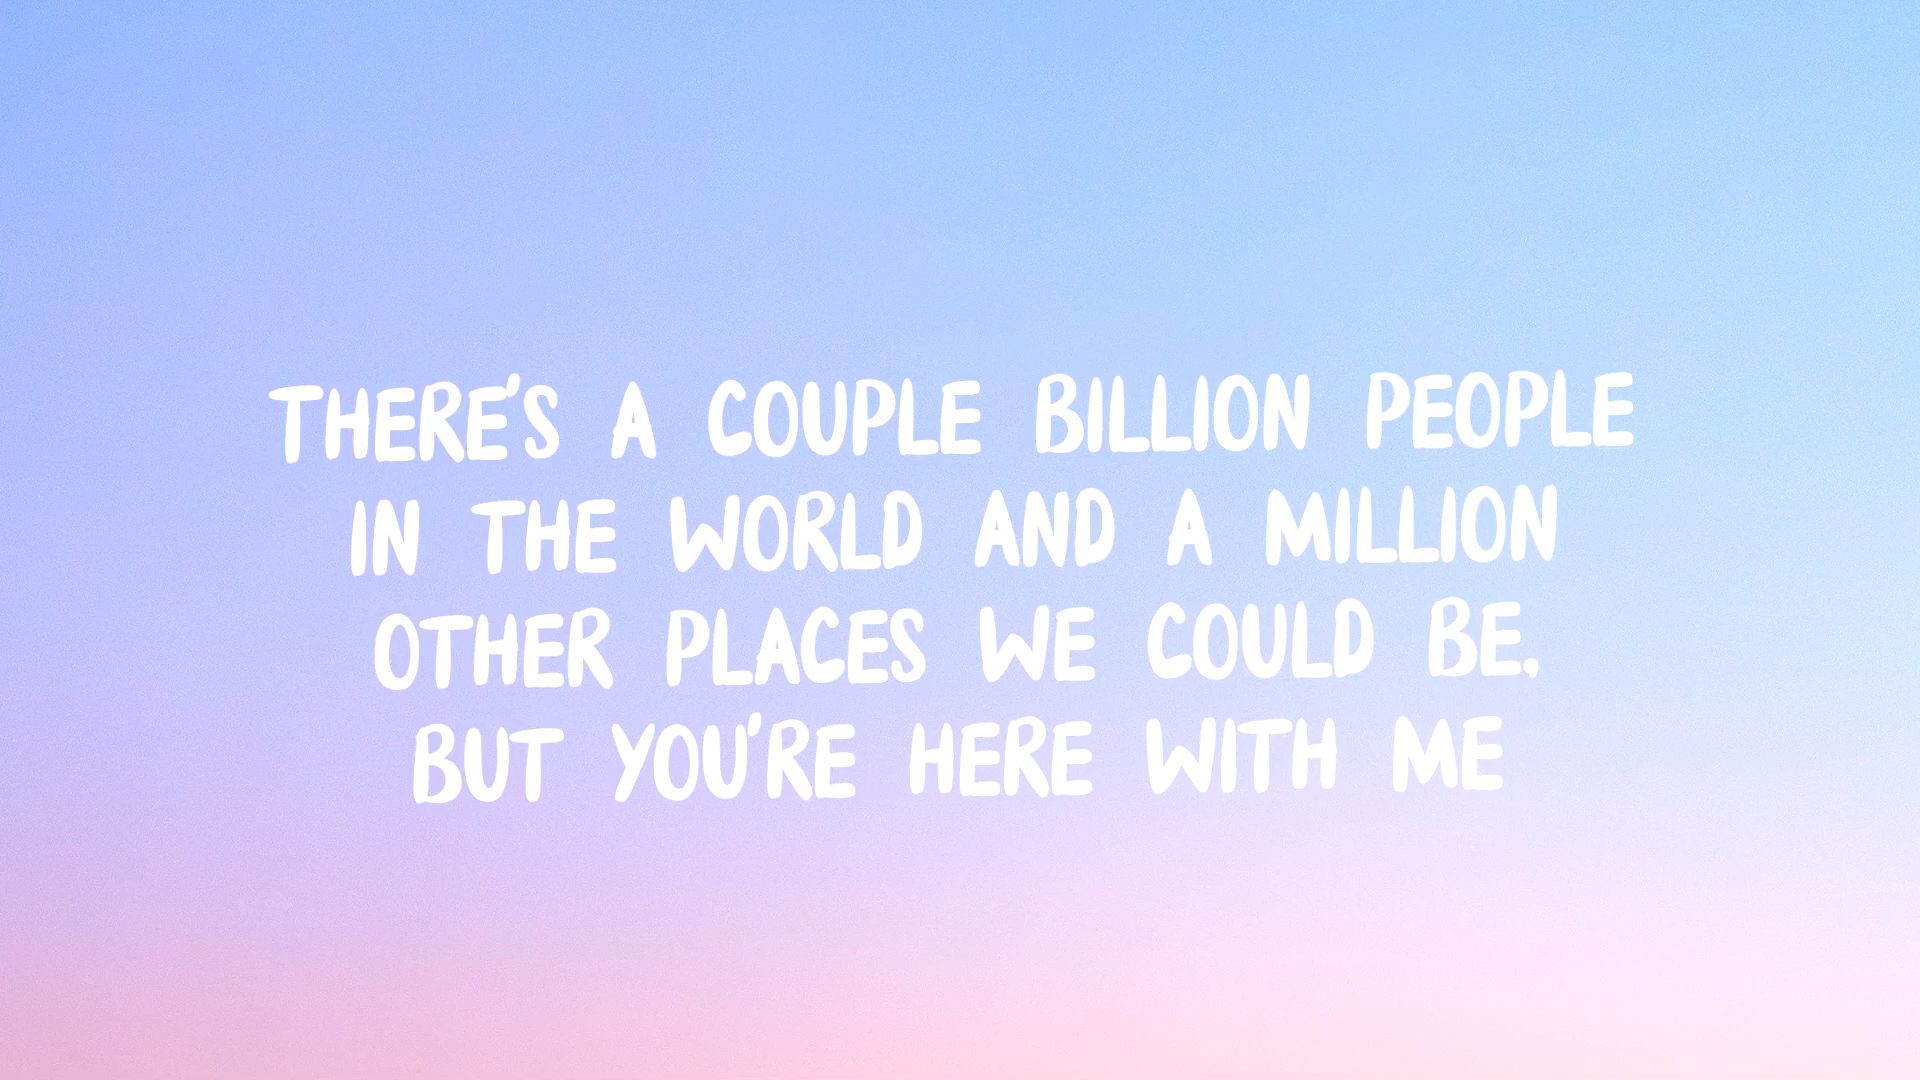 THERE'S A COUPLE BILLION PEOPLE
IN THE WORLD AND A MILLION
OTHER PLACES WE COULD BE,
BUT YOU'RE HERE WITH ME